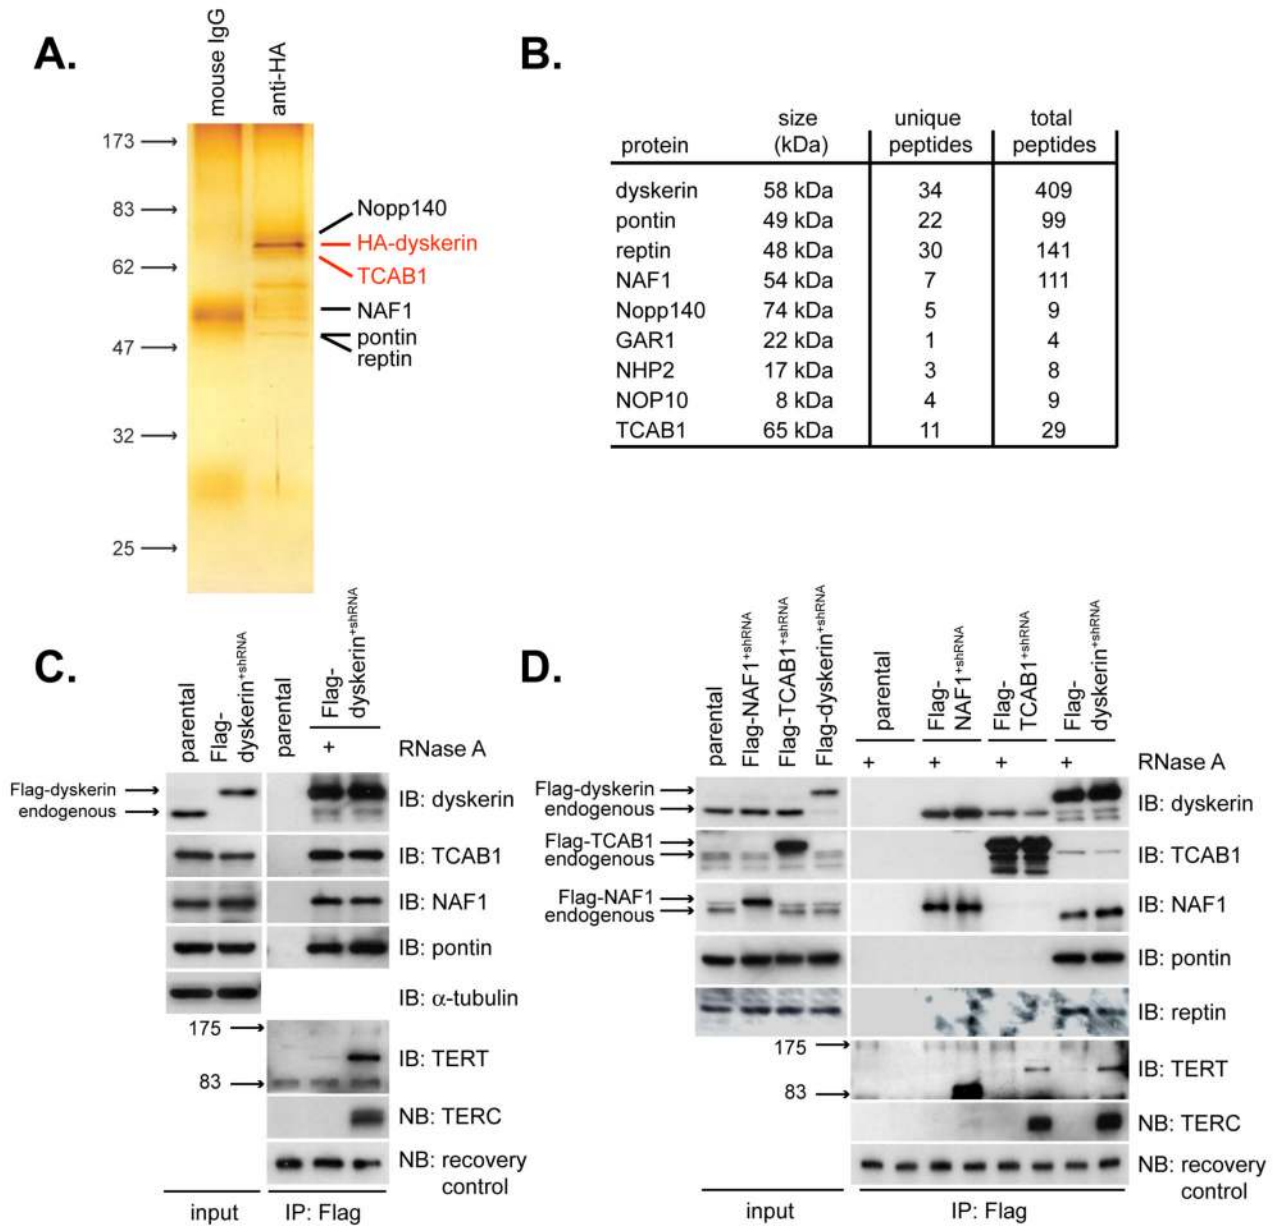 A.
mouse IgG
anti-HA
173
83
62
47
32
25
Nopp140
HA-dyskerin
TCAB1
NAF1
pontin
reptin
B.
protein size (kDa) unique peptides total peptides
dyskerin 58 kDa 34 409
pontin 49 kDa 22 99
reptin 48 kDa 30 141
NAF1 54 kDa 7 111
Nopp140 74 kDa 5 9
GAR1 22 kDa 1 4
NHP2 17 kDa 3 8
NOP10 8 kDa 4 9
TCAB1 65 kDa 11 29
C.
parental
Flag-
dyskerin+shRNA
parental
Flag-
dyskerin+shRNA
+ RNase A
Flag-dyskerin
endogenous
IB: dyskerin
IB: TCAB1
IB: NAF1
IB: pontin
IB: α-tubulin
175
83
IB: TERT
NB: TERC
NB: recovery
control
input IP: Flag
D.
parental
Flag-NAF1+shRNA
Flag-TCAB1+shRNA
Flag-dyskerin+shRNA
parental
Flag-
NAF1+shRNA
Flag-
TCAB1+shRNA
Flag-
dyskerin+shRNA
+ + + + RNase A
Flag-dyskerin
endogenous
IB: dyskerin
Flag-TCAB1
endogenous
IB: TCAB1
Flag-NAF1
endogenous
IB: NAF1
IB: pontin
IB: reptin
175
83
IB: TERT
NB: TERC
NB: recovery
control
input IP: Flag